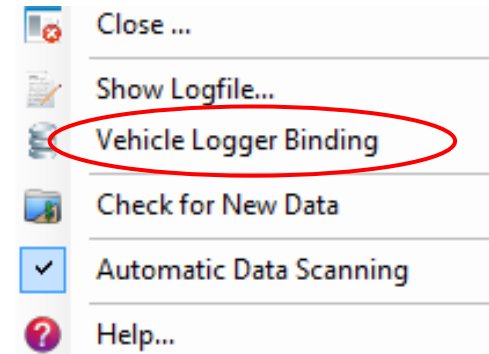 Close ...
Show Logfile...
Vehicle Logger Binding
Check for New Data
Automatic Data Scanning
Help...